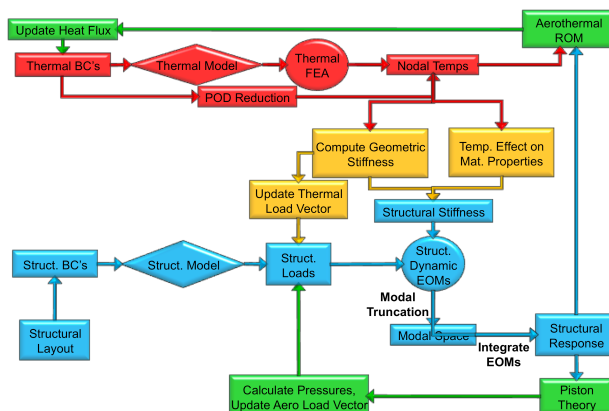 Update Heat Flux
Aerothermal
ROM
Thermal BC's
Thermal Model
Thermal
FEA
Nodal Temps
POD Reduction
Compute Geometric
Stiffness
Temp. Effect on
Mat. Properties
Update Thermal
Load Vector
Structural Stiffness
Struct. BC's
Struct. Model
Struct.
Loads
Struct.
Dynamic
EOMs
Modal
Truncation
Structural
Layout
Modal Space
Integrate
EOMs
Structural
Response
Calculate Pressures,
Update Aero Load Vector
Piston
Theory